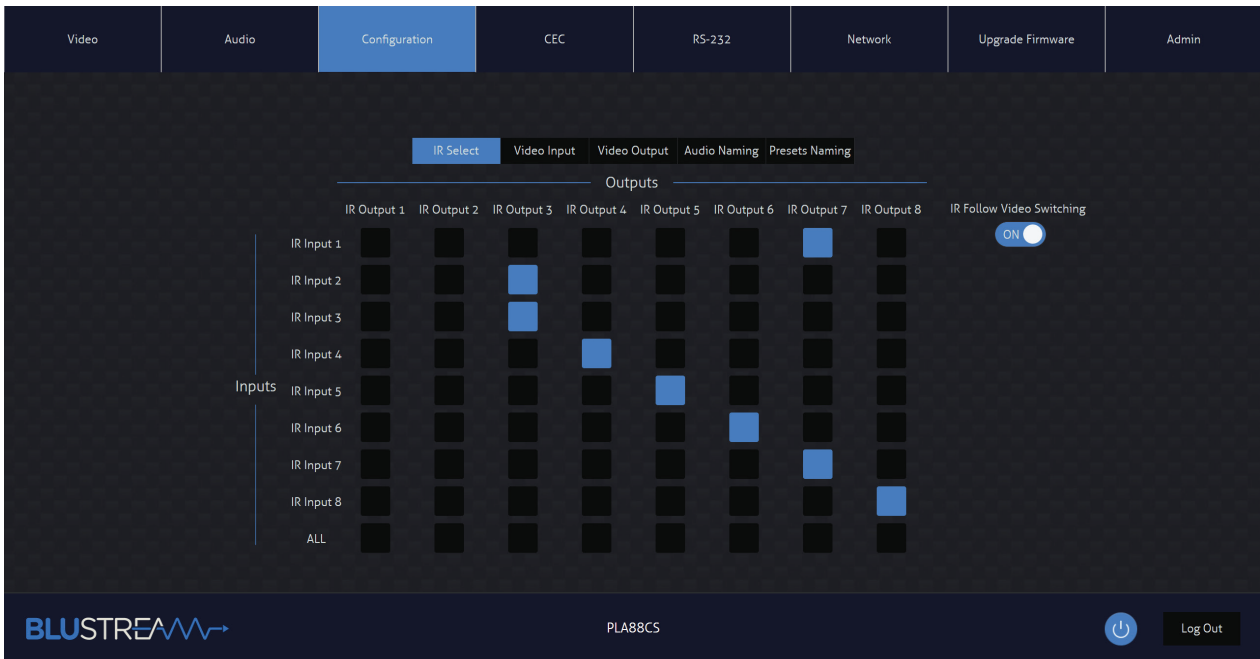 Video Audio Configuration CEC RS-232 Network Upgrade Firmware Admin
IR Select Video Input Video Output Audio Naming Presets Naming
Outputs
IR Output 1 IR Output 2 IR Output 3 IR Output 4 IR Output 5 IR Output 6 IR Output 7 IR Output 8 IR Follow Video Switching
ON
IR Input 1
IR Input 2
IR Input 3
IR Input 4
Inputs
IR Input 5
IR Input 6
IR Input 7
IR Input 8
ALL
BLUSTREAM PLA88CS Log Out